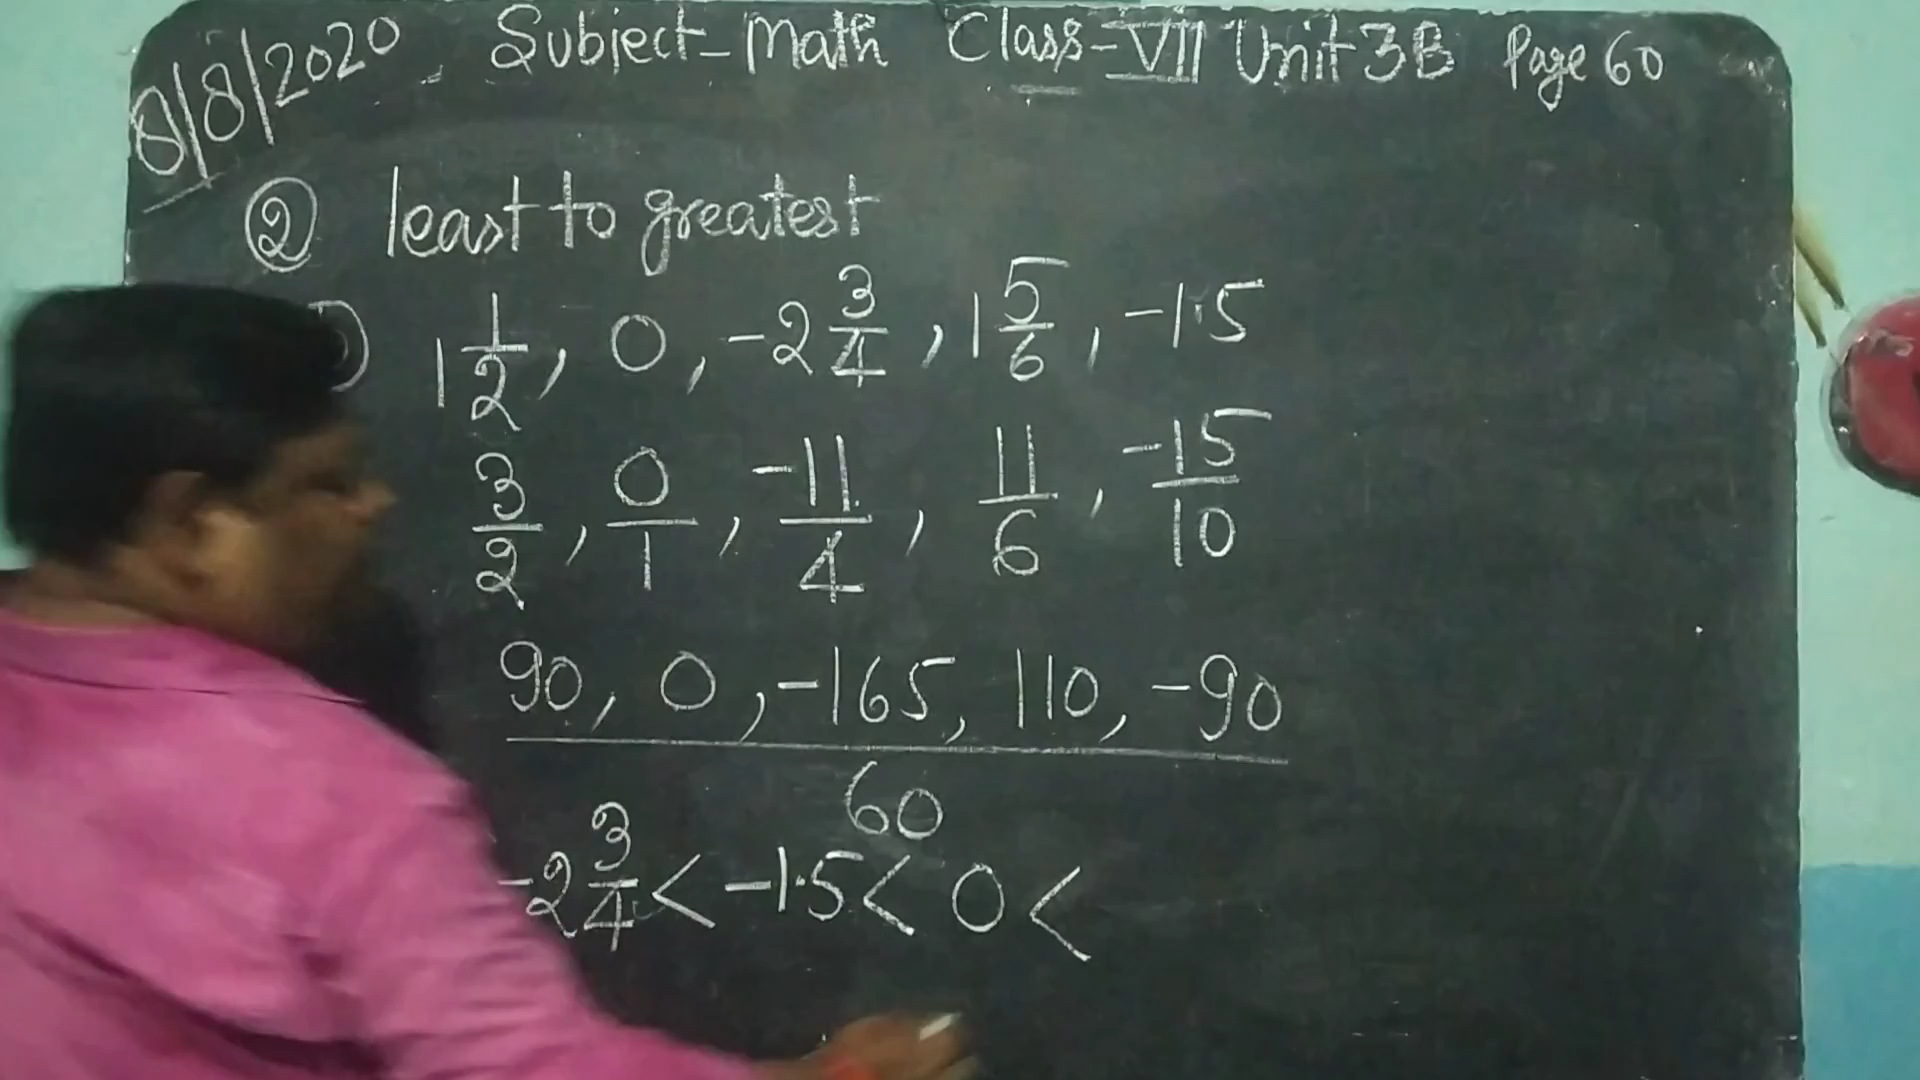 8/8/2020 Subject-Math Class-VII Unit 3B Page 60
② least to greatest
1 1/2, 0, -2 3/4, 1 5/6, -1.5
3/2, 0/1, -11/4, 11/6, -15/10
90, 0, -165, 110, -90
60
-2 3/4 < -1.5 < 0 <